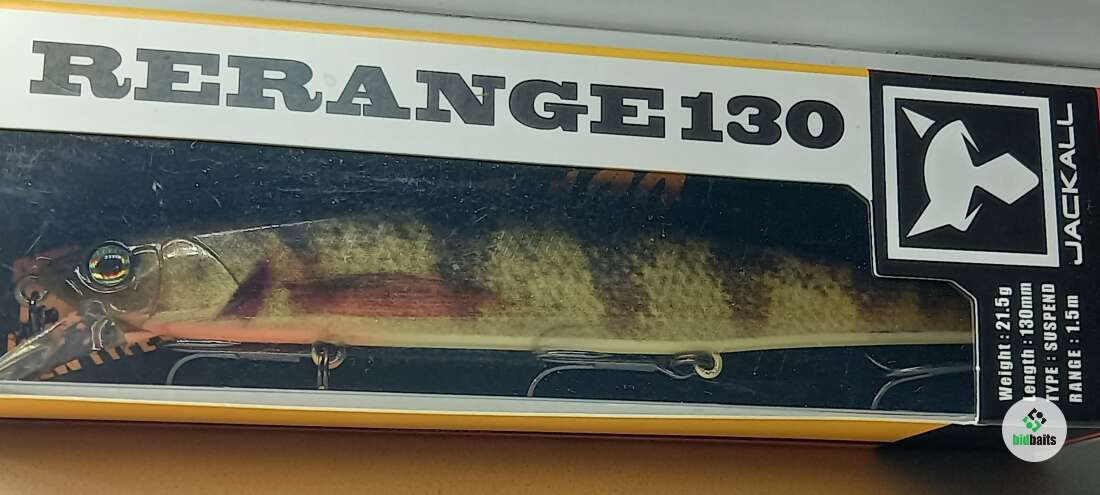 RERANGE130
JACKALL
Weight : 21.5g
Length : 130mm
TYPE : SUSPEND
RANGE : 1.5m
bidbaits